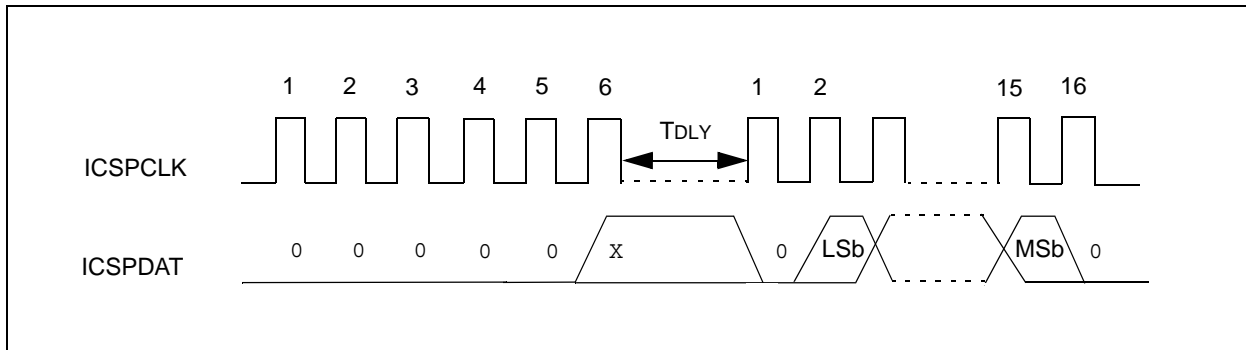 1 2 3 4 5 6 1 2 15 16
TDLY
ICSPCLK
0 0 0 0 0 X 0 LSb MSb 0
ICSPDAT